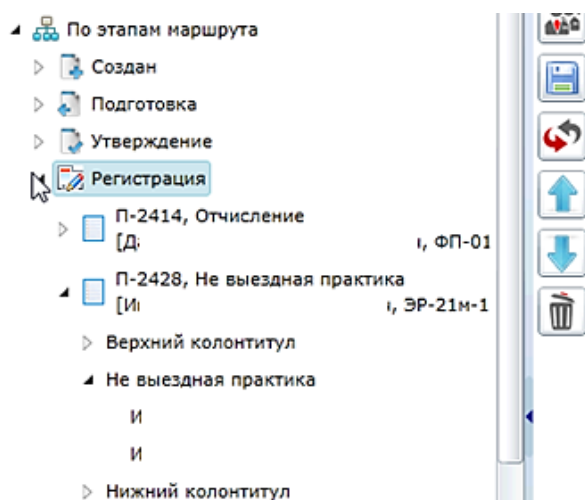 По этапам маршрута
Создан
Подготовка
Утверждение
Регистрация
П-2414, Отчисление
[Д ФП-01
П-2428, Не выездная практика
[И ЭР-21м-1
Верхний колонтитул
Не выездная практика
И
И
Нижний колонтитул